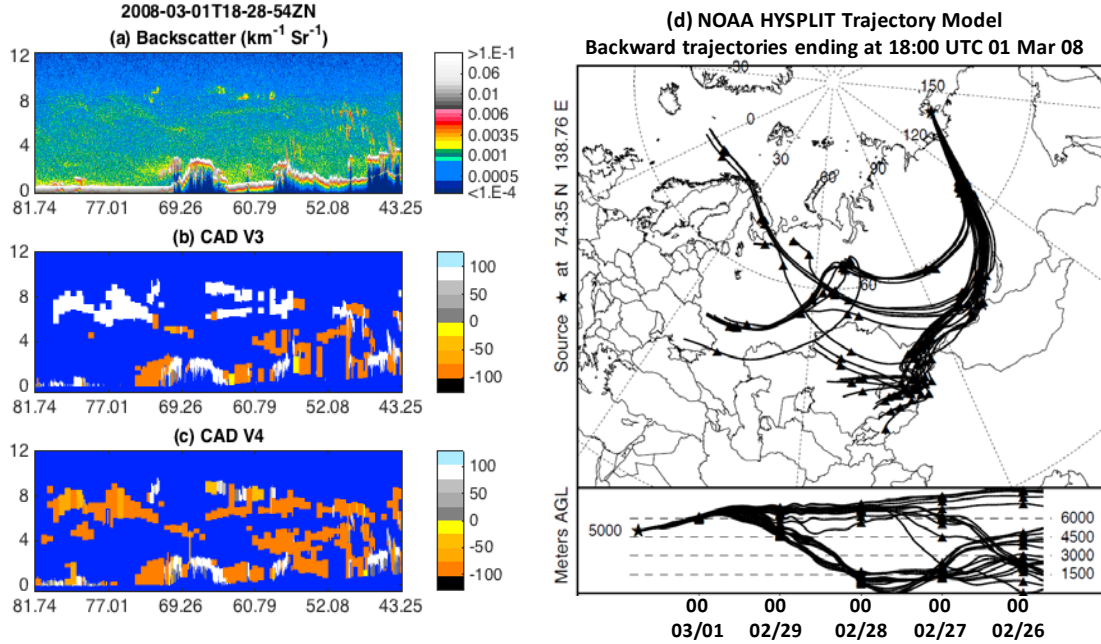 2008-03-01T18-28-54ZN
(a) Backscatter (km⁻¹ Sr⁻¹)
12
8
4
0
81.74 77.01 69.26 60.79 52.08 43.25
>1.E-1
0.06
0.01
0.006
0.0035
0.001
0.0005
<1.E-4
(b) CAD V3
12
8
4
0
81.74 77.01 69.26 60.79 52.08 43.25
100
50
0
-50
-100
(c) CAD V4
12
8
4
0
81.74 77.01 69.26 60.79 52.08 43.25
100
50
0
-50
-100
(d) NOAA HYSPLIT Trajectory Model
Backward trajectories ending at 18:00 UTC 01 Mar 08
Source ★ at 74.35 N 138.76 E
-30
0
30
60
90
120
150
60
Meters AGL
5000
6000
4500
3000
1500
00 00 00 00 00
03/01 02/29 02/28 02/27 02/26